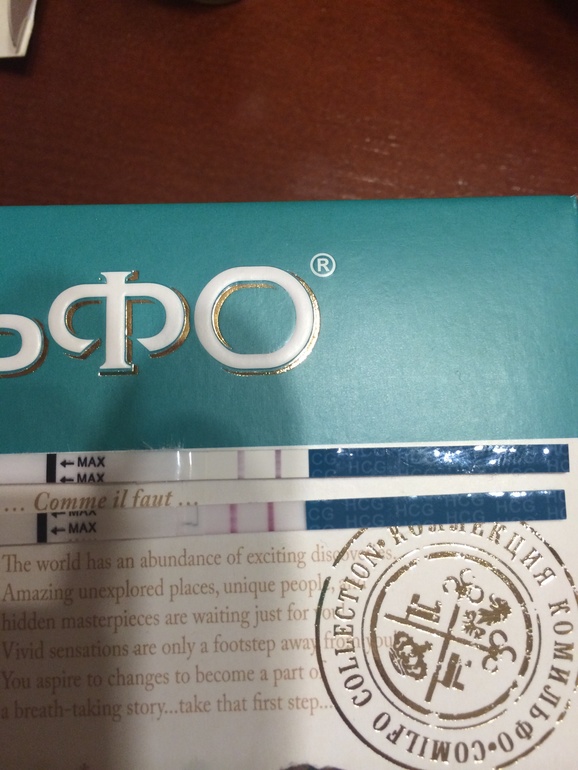 ЬФО®
← MAX
← MAX
HCG HCG HCG HCG
... Comme il faut ...
← MAX
← MAX
HCG HCG HCG HCG
The world has an abundance of exciting discoveries.
Amazing unexplored places, unique people,
hidden masterpieces are waiting just for you.
Vivid sensations are only a footstep away from you.
You aspire to changes to become a part of
a breath-taking story...take that first step...
COLLECTION • КОЛЛЕКЦИЯ КОМИЛЬФО • COMILFO